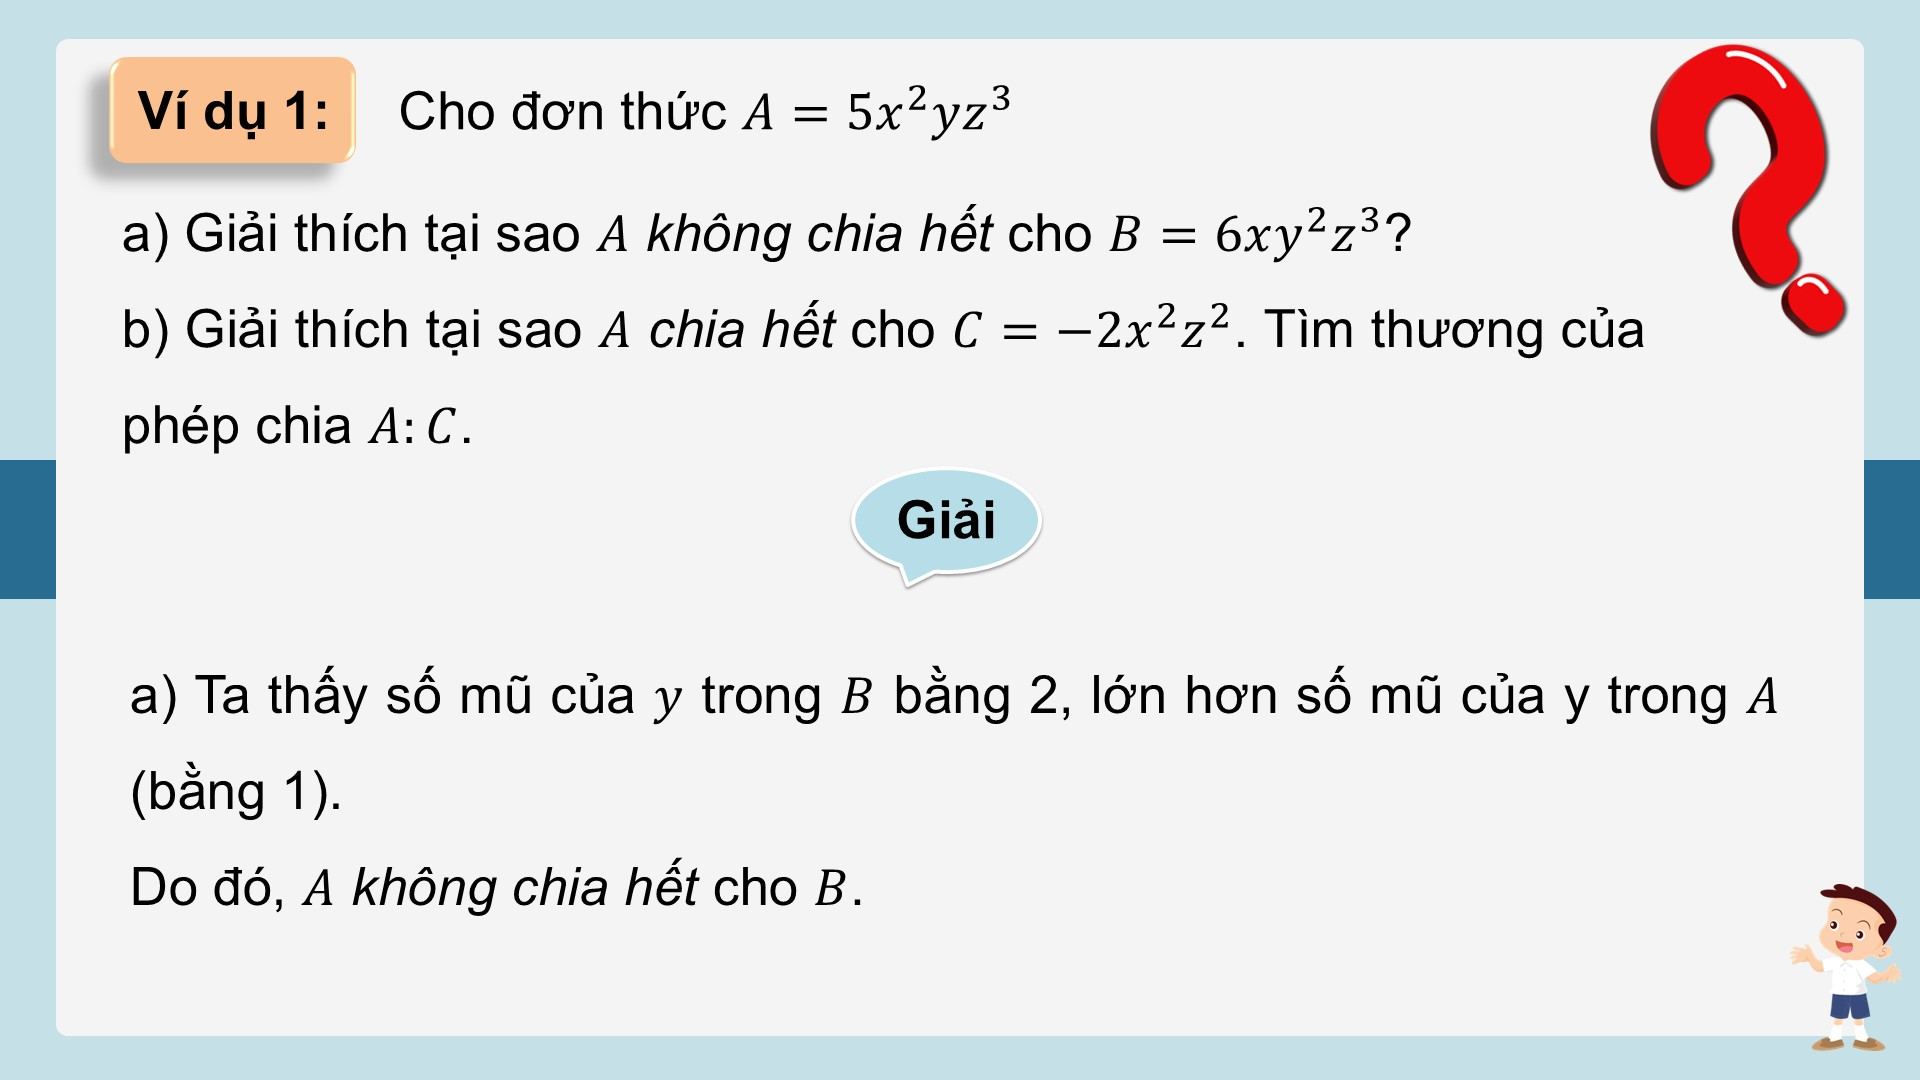 Ví dụ 1: Cho đơn thức 𝐴 = 5𝑥²𝑦𝑧³
a) Giải thích tại sao 𝐴 không chia hết cho 𝐵 = 6𝑥𝑦²𝑧³?
b) Giải thích tại sao 𝐴 chia hết cho 𝐶 = −2𝑥²𝑧². Tìm thương của
phép chia 𝐴: 𝐶.
Giải
a) Ta thấy số mũ của 𝑦 trong 𝐵 bằng 2, lớn hơn số mũ của y trong 𝐴
(bằng 1).
Do đó, 𝐴 không chia hết cho 𝐵.